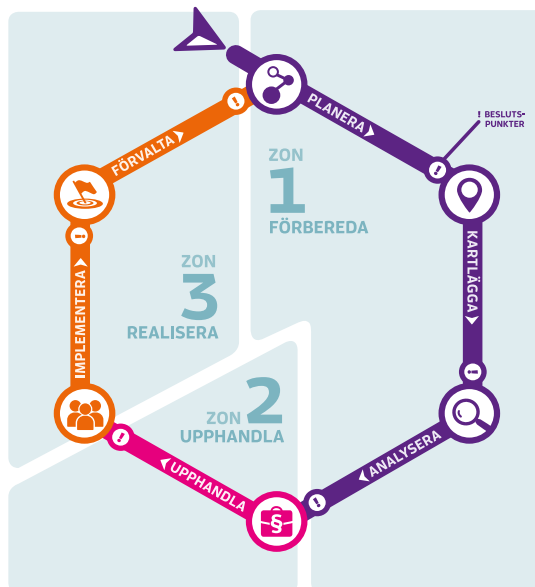 PLANERA
! BESLUTS-
PUNKTER
FÖRVALTA
ZON
1
FÖRBEREDA
KARTLÄGGA
ZON
3
REALISERA
IMPLEMENTERA
ZON 2
UPPHANDLA
ANALYSERA
UPPHANDLA
§